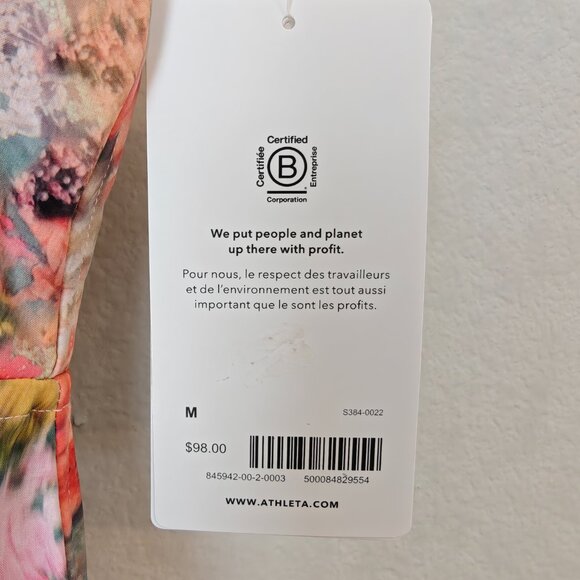 Certified
Certifiée
B
Entreprise
®
Corporation
We put people and planet
up there with profit.
Pour nous, le respect des travailleurs
et de l'environnement est tout aussi
important que le sont les profits.
M
S384-0022
$98.00
845942-00-2-0003 500084829554
WWW.ATHLETA.COM